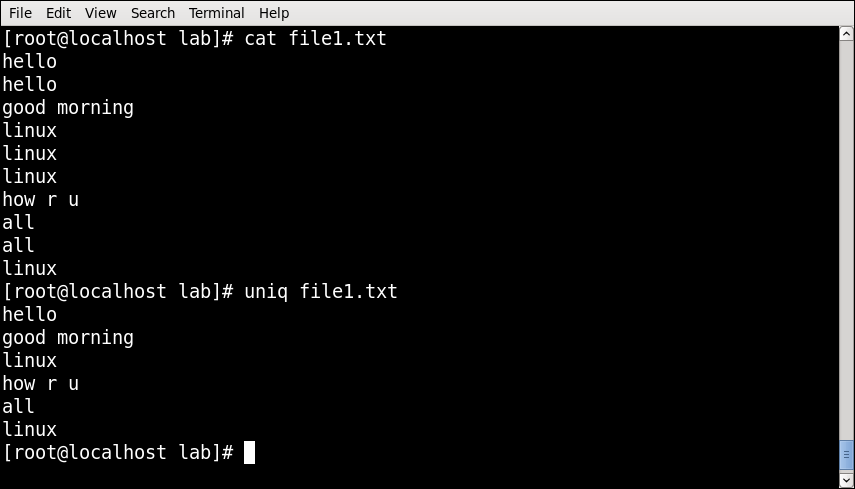 File Edit View Search Terminal Help
[root@localhost lab]# cat file1.txt
hello
hello
good morning
linux
linux
linux
how r u
all
all
linux
[root@localhost lab]# uniq file1.txt
hello
good morning
linux
how r u
all
linux
[root@localhost lab]#